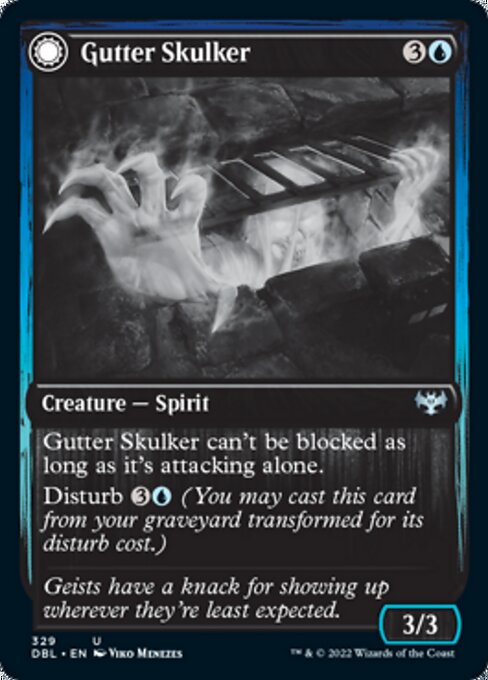 Gutter Skulker 3
Creature — Spirit
Gutter Skulker can't be blocked as
long as it's attacking alone.
Disturb 3 (You may cast this card
from your graveyard transformed for its
disturb cost.)
Geists have a knack for showing up
wherever they're least expected.
3/3
329 U
DBL • EN Viko Menezes
™ & © 2022 Wizards of the Coast